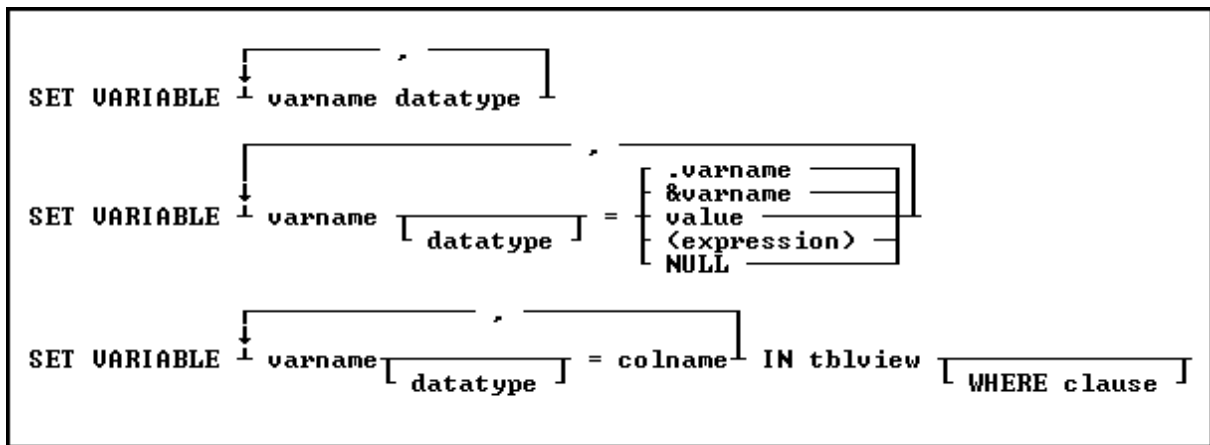 ,
SET VARIABLE varname datatype
,
.varname
&varname
SET VARIABLE varname = value
datatype (expression)
NULL
,
SET VARIABLE varname = colname IN tblview
datatype WHERE clause